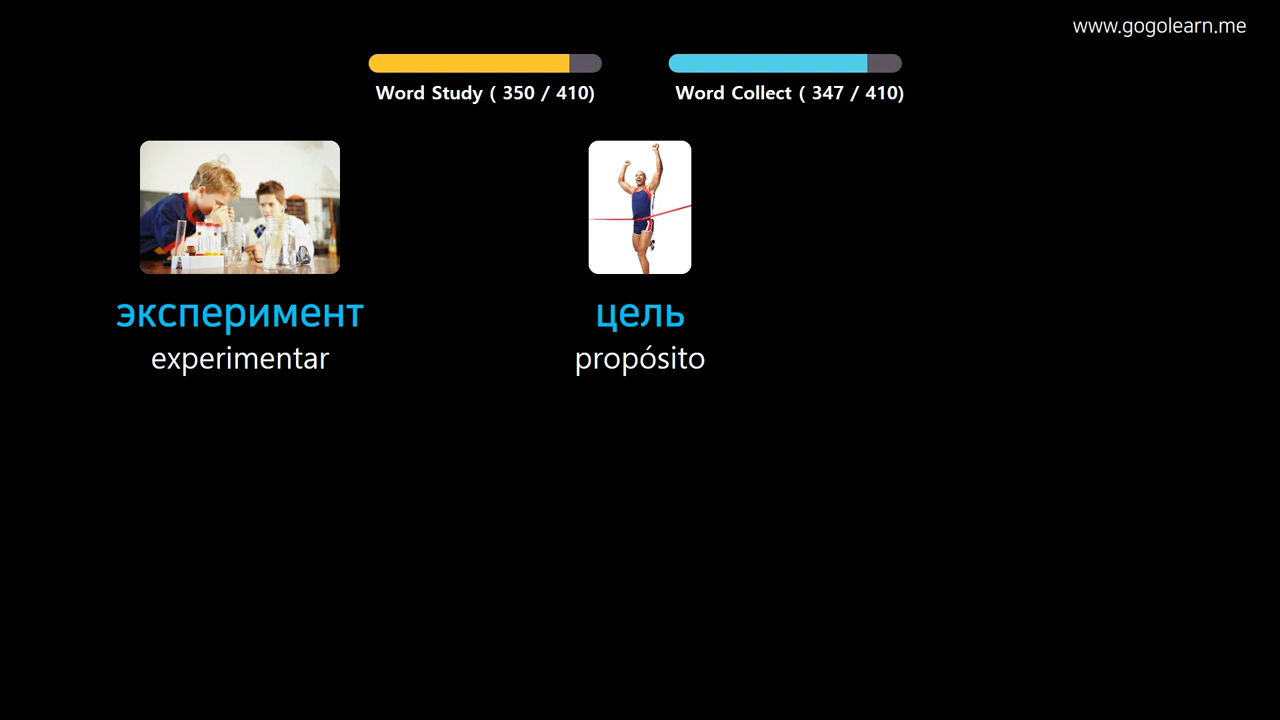 www.gogolearn.me
Word Study ( 350 / 410)
Word Collect ( 347 / 410)
эксперимент
experimentar
цель
propósito